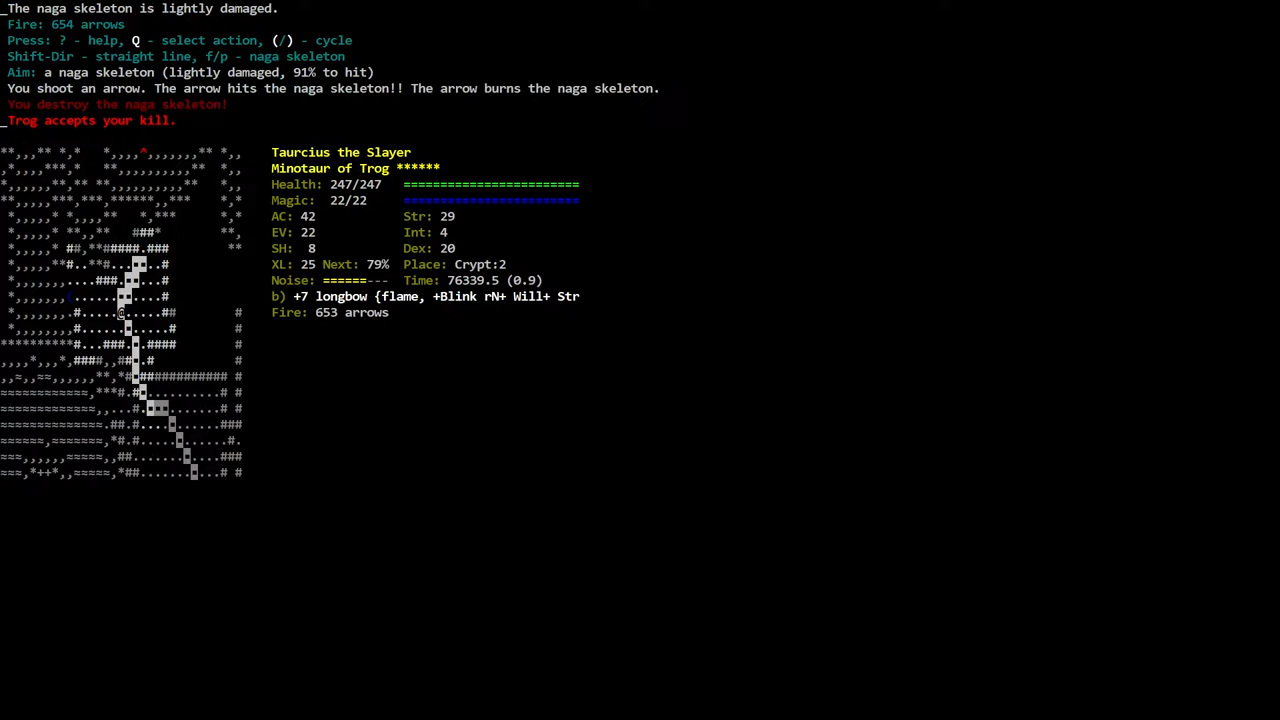 _The naga skeleton is lightly damaged.
Fire: 654 arrows
Press: ? - help, Q - select action, (/) - cycle
Shift-Dir - straight line, f/p - naga skeleton
Aim: a naga skeleton (lightly damaged, 91% to hit)
You shoot an arrow. The arrow hits the naga skeleton!! The arrow burns the naga skeleton.
You destroy the naga skeleton!
_Trog accepts your kill.
Taurcius the Slayer
Minotaur of Trog ******
Health: 247/247 ========================
Magic: 22/22 ========================
AC: 42 Str: 29
EV: 22 Int: 4
SH: 8 Dex: 20
XL: 25 Next: 79% Place: Crypt:2
Noise: ======--- Time: 76339.5 (0.9)
b) +7 longbow {flame, +Blink rN+ Will+ Str
Fire: 653 arrows